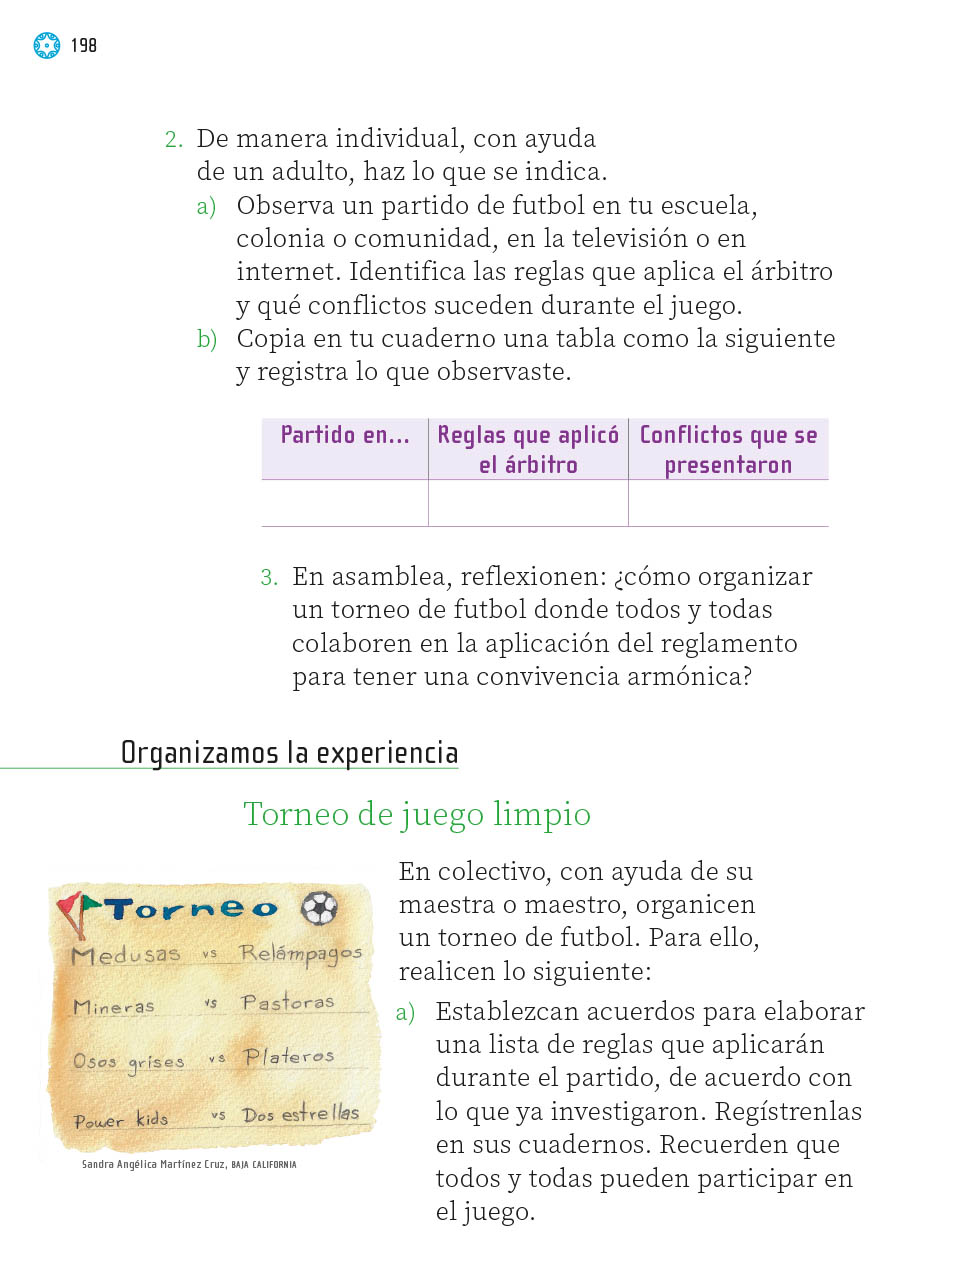 198
2. De manera individual, con ayuda
de un adulto, haz lo que se indica.
a) Observa un partido de futbol en tu escuela,
colonia o comunidad, en la televisión o en
internet. Identifica las reglas que aplica el árbitro
y qué conflictos suceden durante el juego.
b) Copia en tu cuaderno una tabla como la siguiente
y registra lo que observaste.
Partido en... Reglas que aplicó Conflictos que se
el árbitro presentaron
3. En asamblea, reflexionen: ¿cómo organizar
un torneo de futbol donde todos y todas
colaboren en la aplicación del reglamento
para tener una convivencia armónica?
Organizamos la experiencia
Torneo de juego limpio
En colectivo, con ayuda de su
maestra o maestro, organicen
un torneo de futbol. Para ello,
realicen lo siguiente:
a) Establezcan acuerdos para elaborar
una lista de reglas que aplicarán
durante el partido, de acuerdo con
lo que ya investigaron. Regístrenlas
en sus cuadernos. Recuerden que
todos y todas pueden participar en
el juego.
Torneo
Medusas vs Relámpagos
Mineras vs Pastoras
Osos grises vs Plateros
Power kids vs Dos estrellas
Sandra Angélica Martínez Cruz, BAJA CALIFORNIA